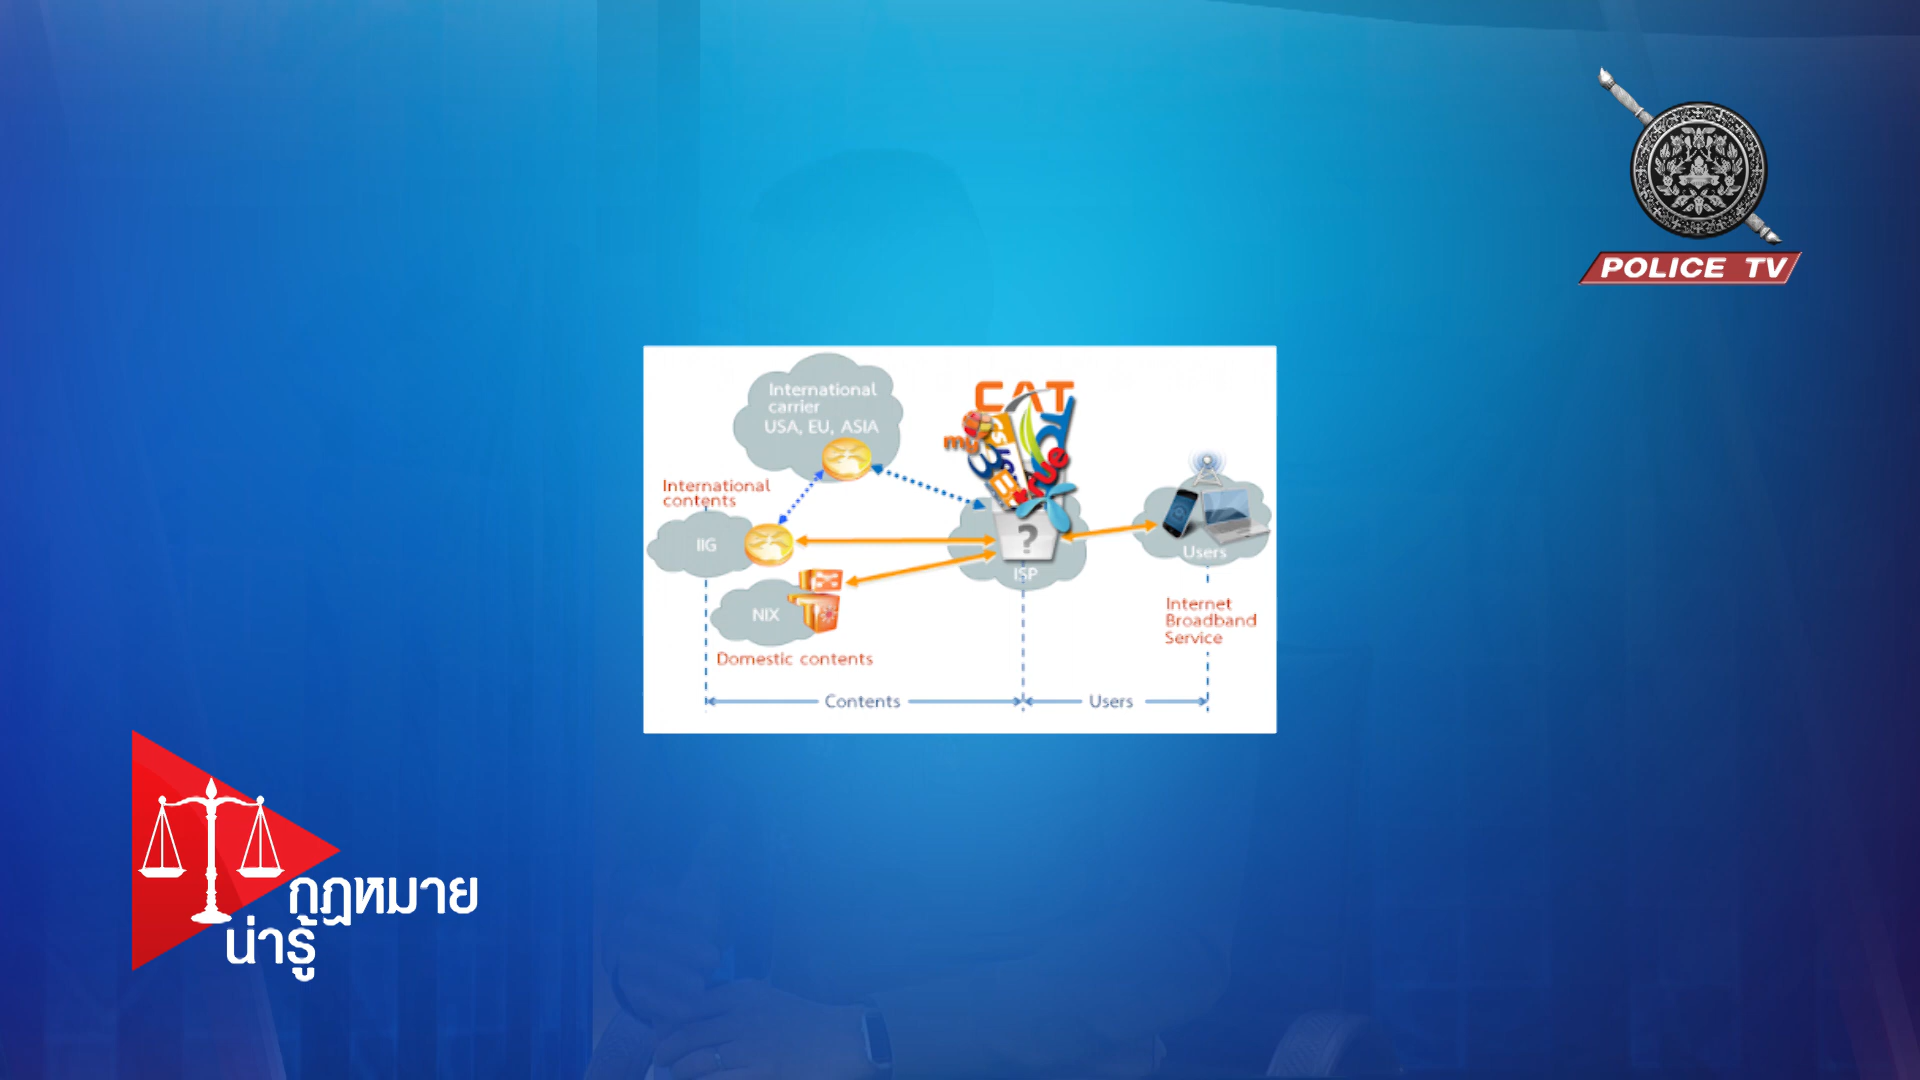 POLICE TV
International
carrier
USA, EU, ASIA
CAT
my
International
contents
IIG
?
ISP
Users
NIX
Internet
Broadband
Service
Domestic contents
Contents
Users
กฎหมาย
น่ารู้